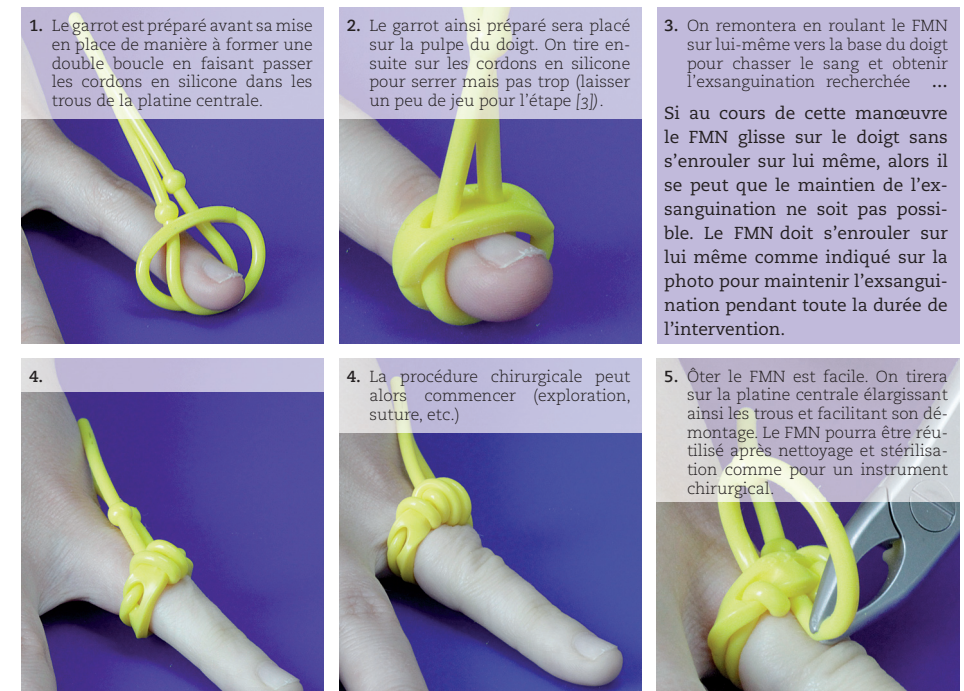 1. Le garrot est préparé avant sa mise
en place de manière à former une
double boucle en faisant passer
les cordons en silicone dans les
trous de la platine centrale.
2. Le garrot ainsi préparé sera placé
sur la pulpe du doigt. On tire en-
suite sur les cordons en silicone
pour serrer mais pas trop (laisser
un peu de jeu pour l'étape [3]).
3. On remontera en roulant le FMN
sur lui-même vers la base du doigt
pour chasser le sang et obtenir
l'exsanguination recherchée ...
Si au cours de cette manœuvre
le FMN glisse sur le doigt sans
s'enrouler sur lui même, alors il
se peut que le maintien de l'ex-
sanguination ne soit pas possi-
ble. Le FMN doit s'enrouler sur
lui même comme indiqué sur la
photo pour maintenir l'exsangui-
nation pendant toute la durée de
l'intervention.
4.
4. La procédure chirurgicale peut
alors commencer (exploration,
suture, etc.)
5. Ôter le FMN est facile. On tirera
sur la platine centrale élargissant
ainsi les trous et facilitant son dé-
montage. Le FMN pourra être réu-
tilisé après nettoyage et stérilisa-
tion comme pour un instrument
chirurgical.